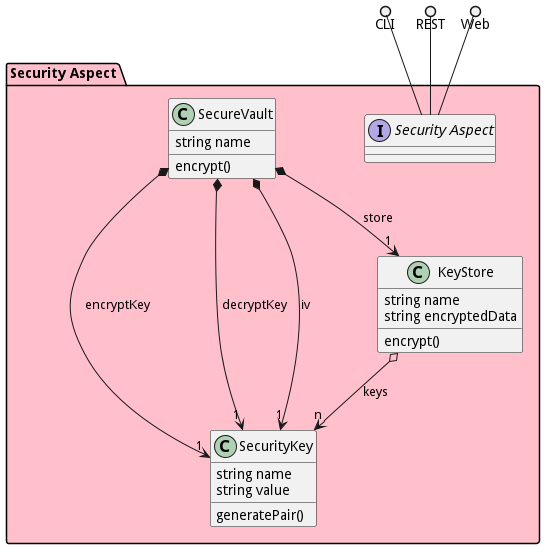 CLI
REST
Web
Security Aspect
C SecureVault
string name
encrypt()
I Security Aspect
store
1
C KeyStore
string name
string encryptedData
encrypt()
encryptKey
decryptKey
iv
keys
1
1
1
n
C SecurityKey
string name
string value
generatePair()